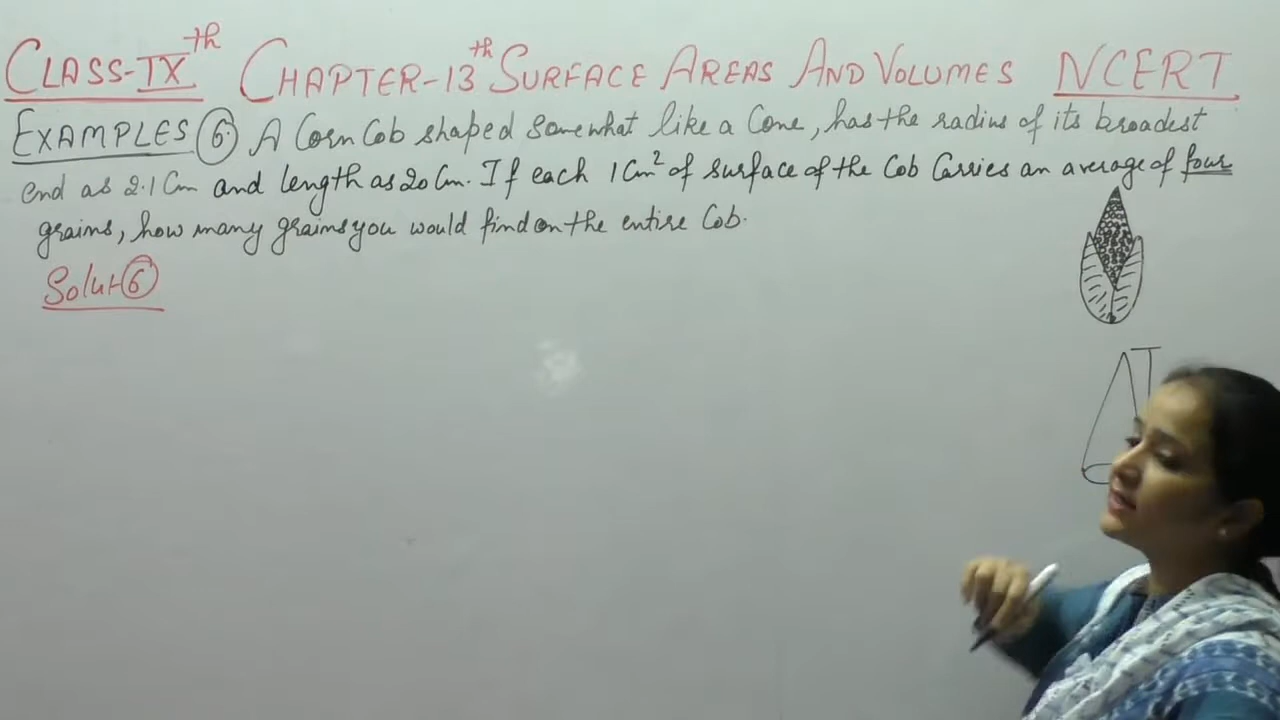 CLASS-IXth CHAPTER-13th SURFACE AREAS AND VOLUMES NCERT
EXAMPLES 6. A Corn Cob shaped somewhat like a Cone, has the radius of its broadest
end as 2.1 Cm and length as 20 Cm. If each 1 Cm² of surface of the Cob Carries an average of four
grains, how many grains you would find on the entire Cob.
Solut 6